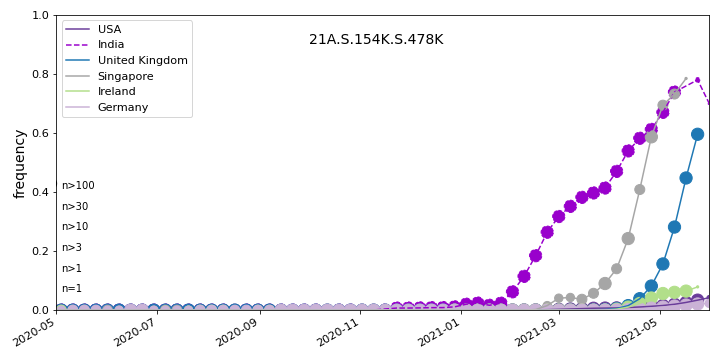 21A.S.154K.S.478K
USA
India
United Kingdom
Singapore
Ireland
Germany
frequency
1.0
0.8
0.6
0.4
0.2
0.0
n>100
n>30
n>10
n>3
n>1
n=1
2020-05
2020-07
2020-09
2020-11
2021-01
2021-03
2021-05